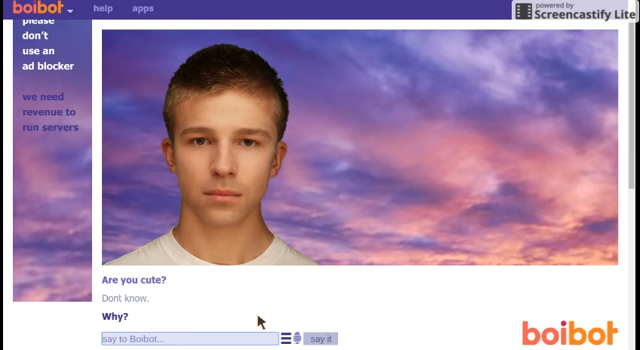 boibot
help
apps
powered by
Screencastify Lite
please
don't
use an
ad blocker
we need
revenue to
run servers
Are you cute?
Dont know.
Why?
say to Boibot...
say it
boibot